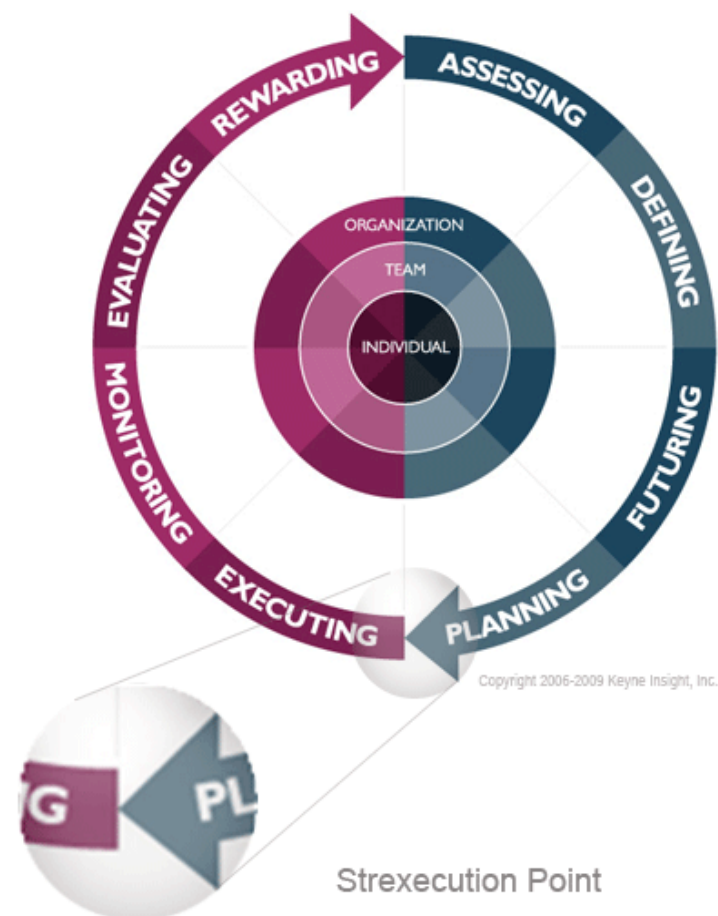 ASSESSING
DEFINING
FUTURING
PLANNING
EXECUTING
MONITORING
EVALUATING
REWARDING
ORGANIZATION
TEAM
INDIVIDUAL
Copyright 2006-2009 Keyne Insight, Inc.
NG
PL
Strexecution Point